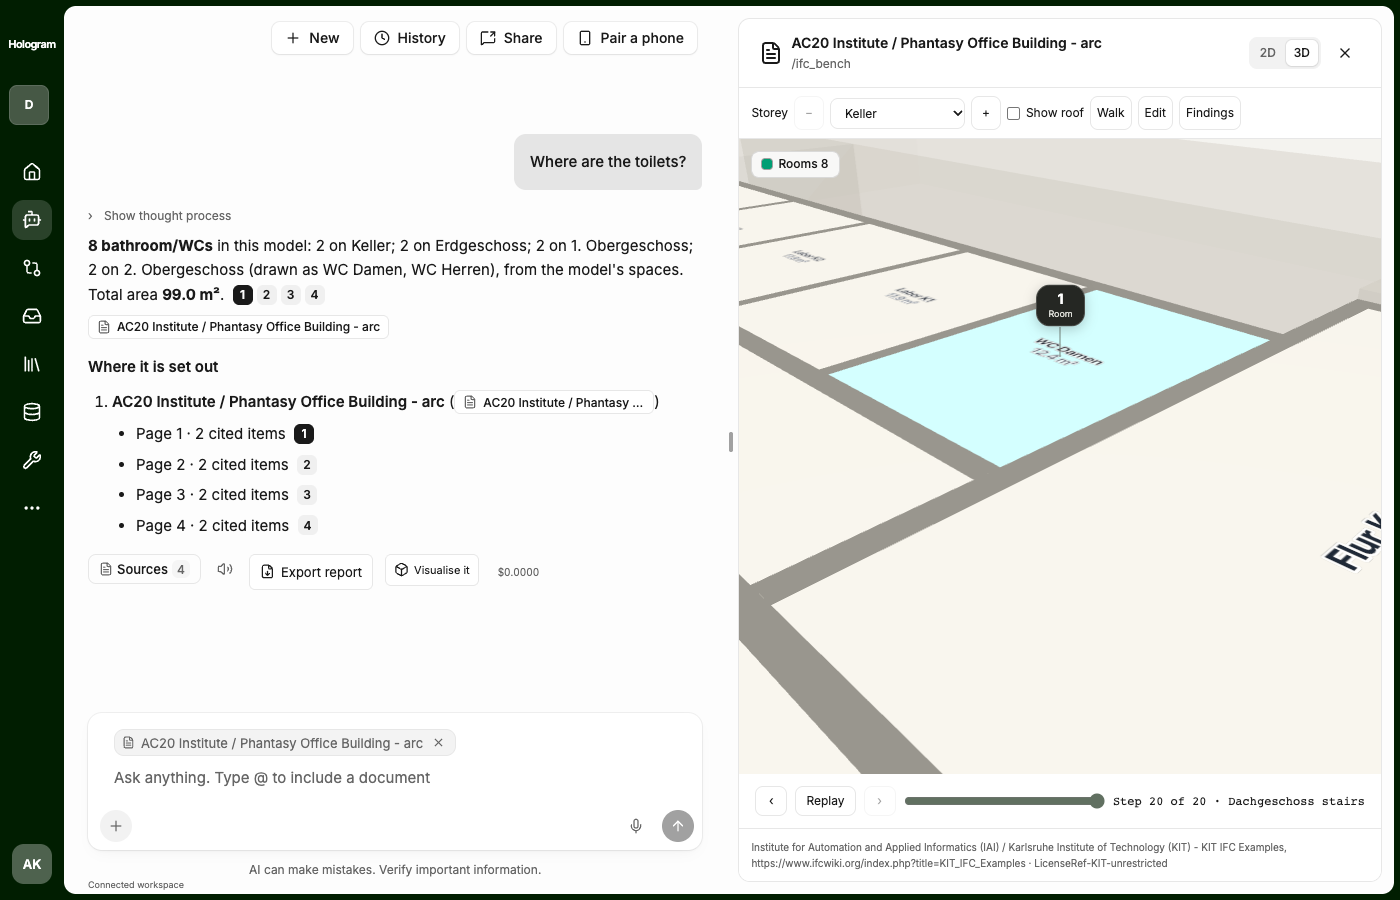 Hologram
D
AK
New
History
Share
Pair a phone
Where are the toilets?
Show thought process
8 bathroom/WCs in this model: 2 on Keller; 2 on Erdgeschoss; 2 on 1. Obergeschoss;
2 on 2. Obergeschoss (drawn as WC Damen, WC Herren), from the model's spaces.
Total area 99.0 m². 1 2 3 4
AC20 Institute / Phantasy Office Building - arc
Where it is set out
1. AC20 Institute / Phantasy Office Building - arc (AC20 Institute / Phantasy ...)
• Page 1 · 2 cited items 1
• Page 2 · 2 cited items 2
• Page 3 · 2 cited items 3
• Page 4 · 2 cited items 4
Sources 4
Export report
Visualise it
$0.0000
AC20 Institute / Phantasy Office Building - arc
Ask anything. Type @ to include a document
AI can make mistakes. Verify important information.
Connected workspace
AC20 Institute / Phantasy Office Building - arc
/ifc_bench
2D 3D
Storey − Keller + Show roof Walk Edit Findings
Rooms 8
Labor K2
Labor K1
1
Room
WC Damen
12.4 m²
Flur
Replay
Step 20 of 20 · Dachgeschoss stairs
Institute for Automation and Applied Informatics (IAI) / Karlsruhe Institute of Technology (KIT) - KIT IFC Examples,
https://www.ifcwiki.org/index.php?title=KIT_IFC_Examples · LicenseRef-KIT-unrestricted